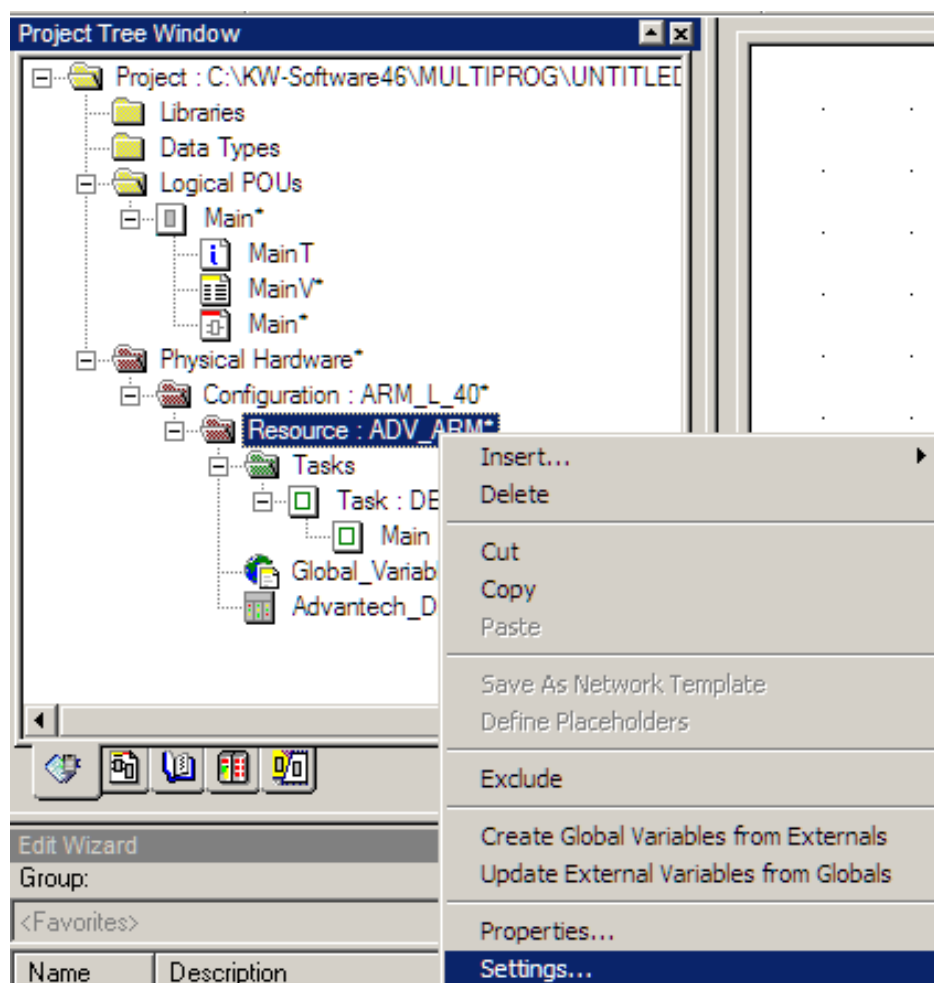 Project Tree Window
Project : C:\KW-Software46\MULTIPROG\UNTITLED
Libraries
Data Types
Logical POUs
Main*
MainT
MainV*
Main*
Physical Hardware*
Configuration : ARM_L_40*
Resource : ADV_ARM*
Tasks
Task : DE
Main
Global_Variab
Advantech_D
Insert...
Delete
Cut
Copy
Paste
Save As Network Template
Define Placeholders
Exclude
Create Global Variables from Externals
Update External Variables from Globals
Properties...
Settings...
Edit Wizard
Group:
<Favorites>
Name Description